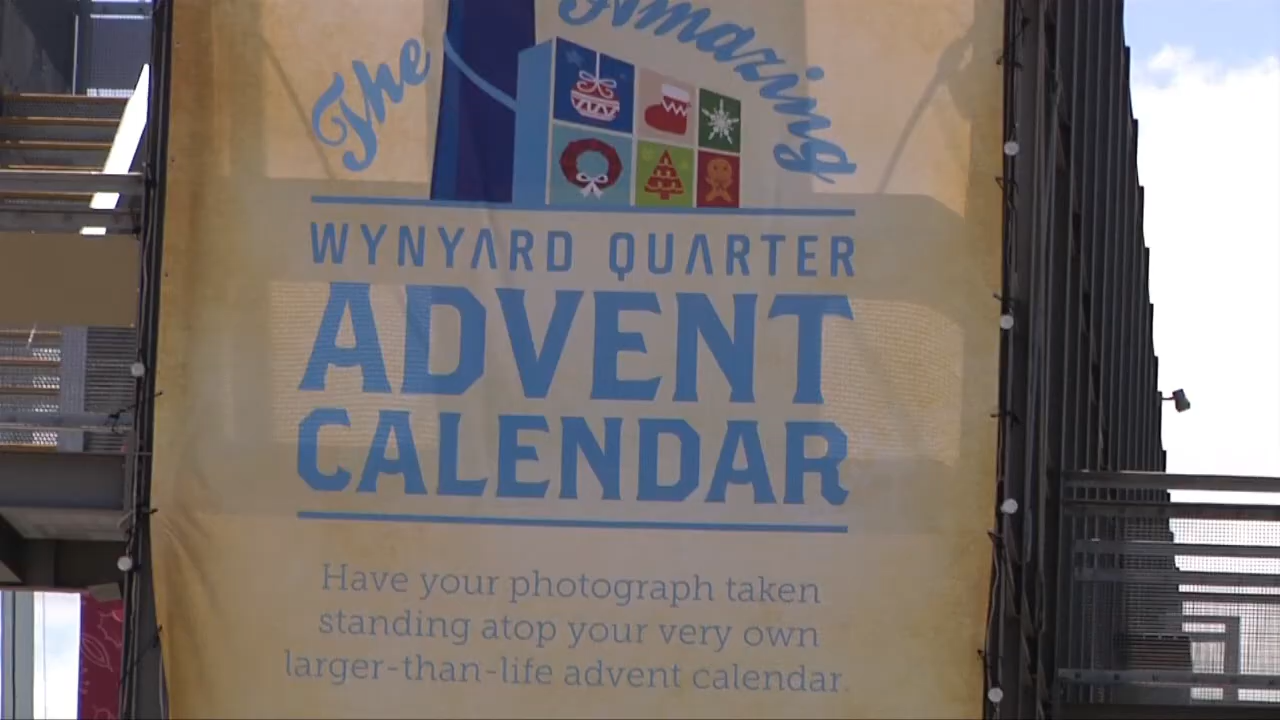 The Amazing
WYNYARD QUARTER
ADVENT
CALENDAR
Have your photograph taken
standing atop your very own
larger-than-life advent calendar.